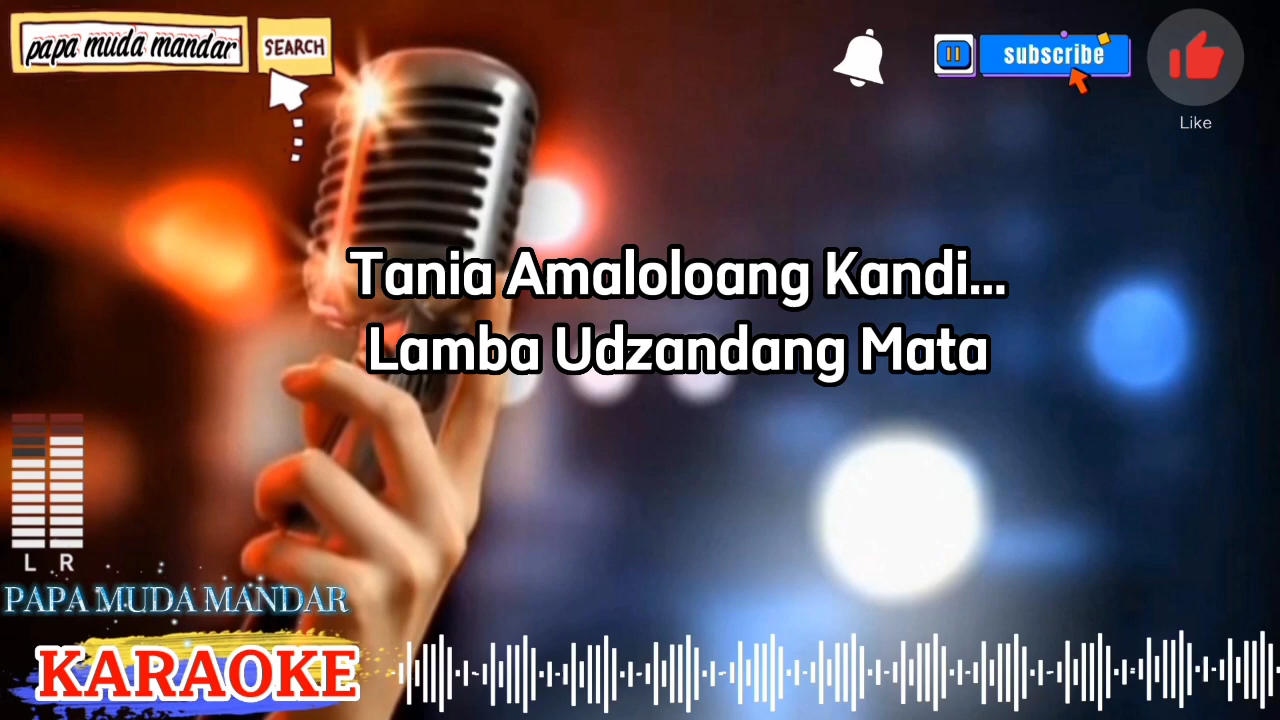 papa muda mandar
SEARCH
subscribe
Like
Tania Amaloloang Kandi...
Lamba Udzandang Mata
L R
PAPA MUDA MANDAR
KARAOKE